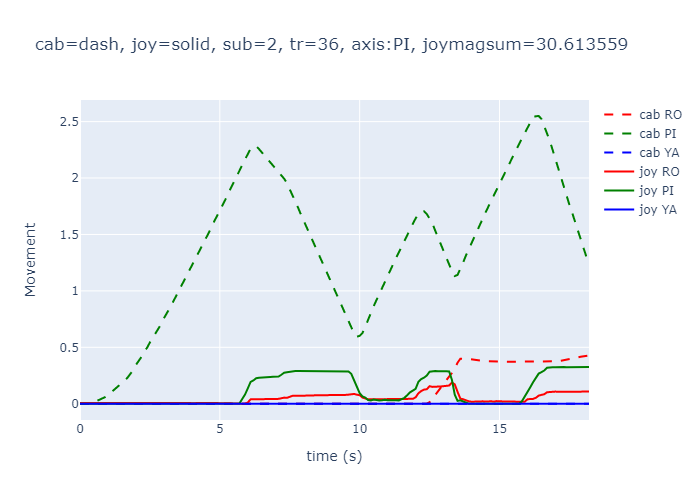 cab=dash, joy=solid, sub=2, tr=36, axis:PI, joymagsum=30.613559
2.5
2
1.5
1
0.5
0
Movement
0
5
10
15
time (s)
cab RO
cab PI
cab YA
joy RO
joy PI
joy YA